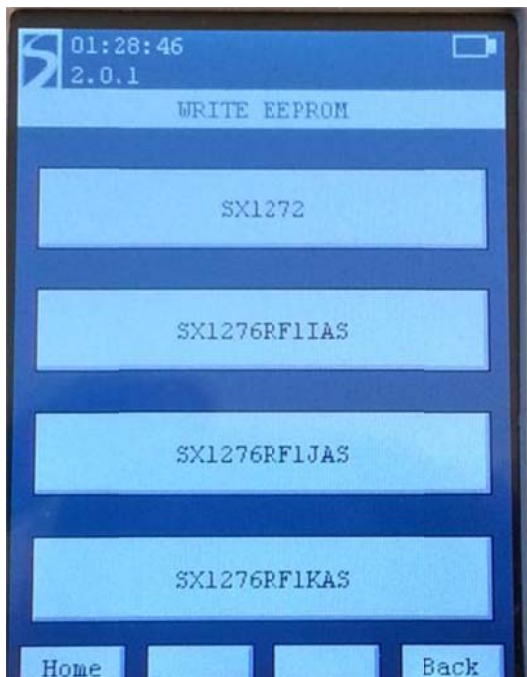 01:28:46
2.0.1
WRITE EEPROM
SX1272
SX1276RF1IAS
SX1276RF1JAS
SX1276RF1KAS
Home Back